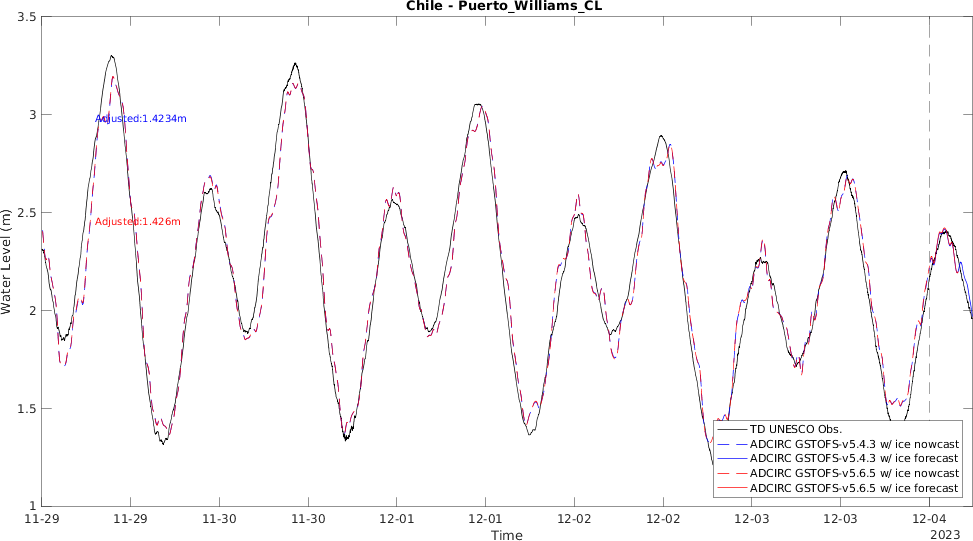 Chile - Puerto_Williams_CL
3.5
3
2.5
2
1.5
1
Water Level (m)
Adjusted:1.4234m
Adjusted:1.426m
TD UNESCO Obs.
ADCIRC GSTOFS-v5.4.3 w/ ice nowcast
ADCIRC GSTOFS-v5.4.3 w/ ice forecast
ADCIRC GSTOFS-v5.6.5 w/ ice nowcast
ADCIRC GSTOFS-v5.6.5 w/ ice forecast
11-29 11-29 11-30 11-30 12-01 12-01 12-02 12-02 12-03 12-03 12-04
2023
Time